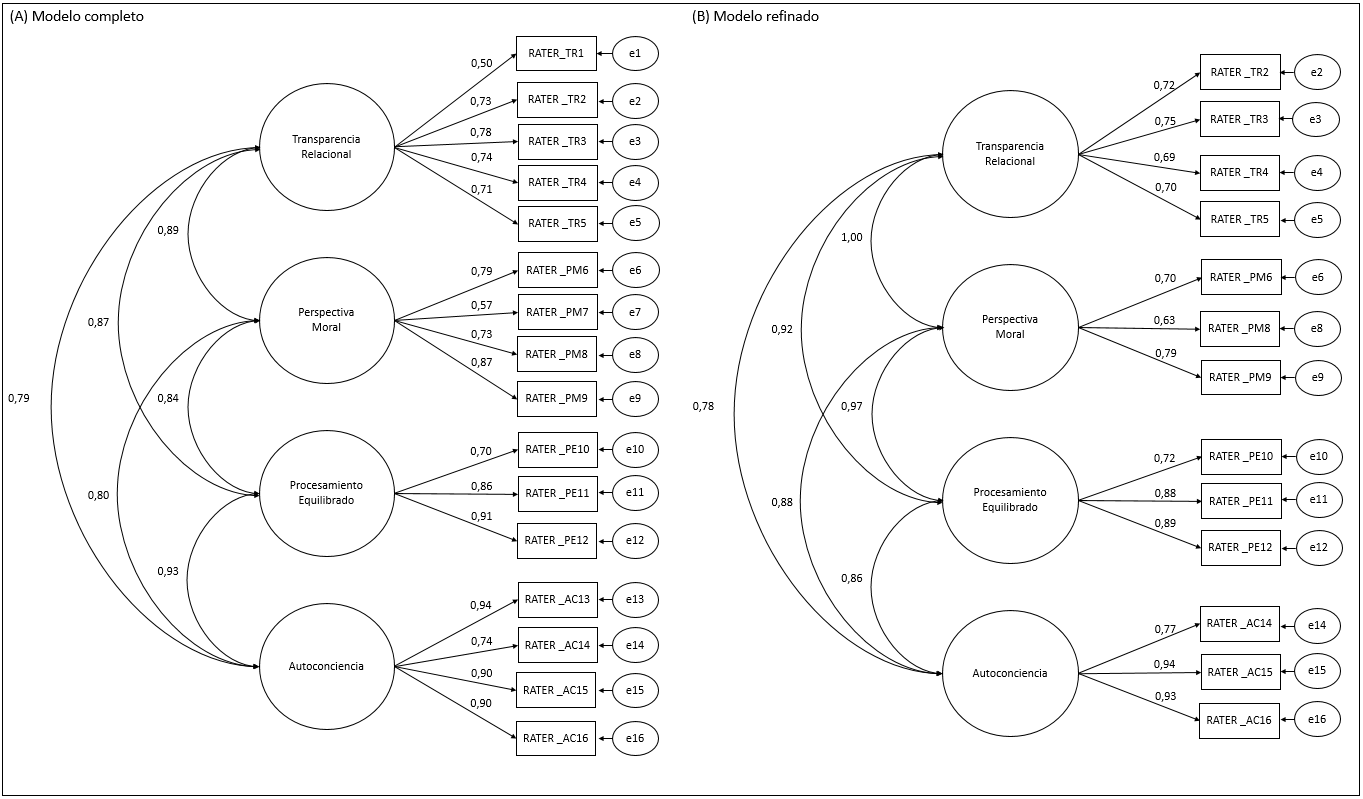 (A) Modelo completo
0,50
RATER_TR1
e1
0,73
RATER _TR2
e2
0,78
RATER _TR3
e3
0,74
RATER _TR4
e4
0,71
RATER _TR5
e5
Transparencia
Relacional
0,89
0,79
RATER _PM6
e6
0,57
RATER _PM7
e7
0,73
RATER _PM8
e8
0,87
RATER _PM9
e9
Perspectiva
Moral
0,87
0,84
0,79
0,70
RATER _PE10
e10
0,86
RATER _PE11
e11
0,91
RATER _PE12
e12
Procesamiento
Equilibrado
0,80
0,93
0,94
RATER _AC13
e13
0,74
RATER _AC14
e14
0,90
RATER _AC15
e15
0,90
RATER _AC16
e16
Autoconciencia
(B) Modelo refinado
0,72
RATER _TR2
e2
0,75
RATER _TR3
e3
0,69
RATER _TR4
e4
0,70
RATER _TR5
e5
Transparencia
Relacional
1,00
0,70
RATER _PM6
e6
0,63
RATER _PM8
e8
0,79
RATER _PM9
e9
Perspectiva
Moral
0,92
0,97
0,78
0,72
RATER _PE10
e10
0,88
RATER _PE11
e11
0,89
RATER _PE12
e12
Procesamiento
Equilibrado
0,88
0,86
0,77
RATER _AC14
e14
0,94
RATER _AC15
e15
0,93
RATER _AC16
e16
Autoconciencia